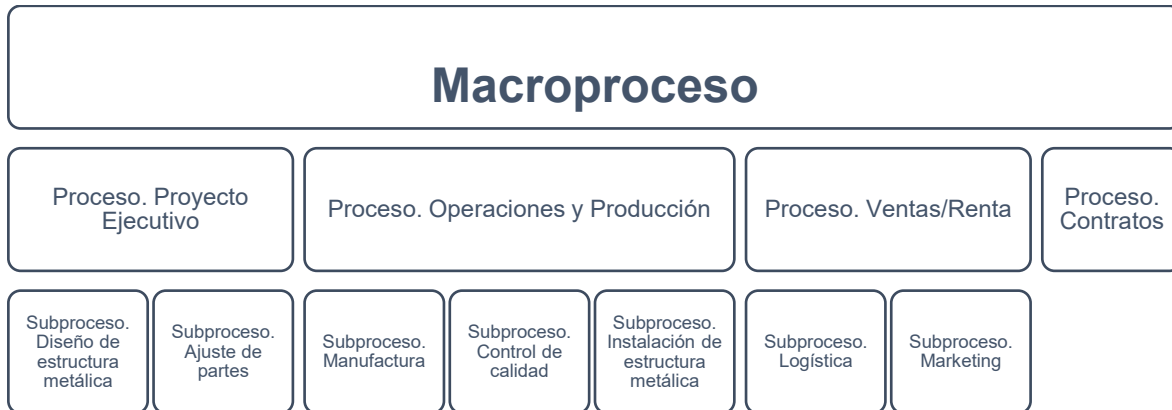 Macroproceso
Proceso. Proyecto
Ejecutivo
Proceso. Operaciones y Producción
Proceso. Ventas/Renta
Proceso.
Contratos
Subproceso.
Diseño de
estructura
metálica
Subproceso.
Ajuste de
partes
Subproceso.
Manufactura
Subproceso.
Control de
calidad
Subproceso.
Instalación de
estructura
metálica
Subproceso.
Logística
Subproceso.
Marketing